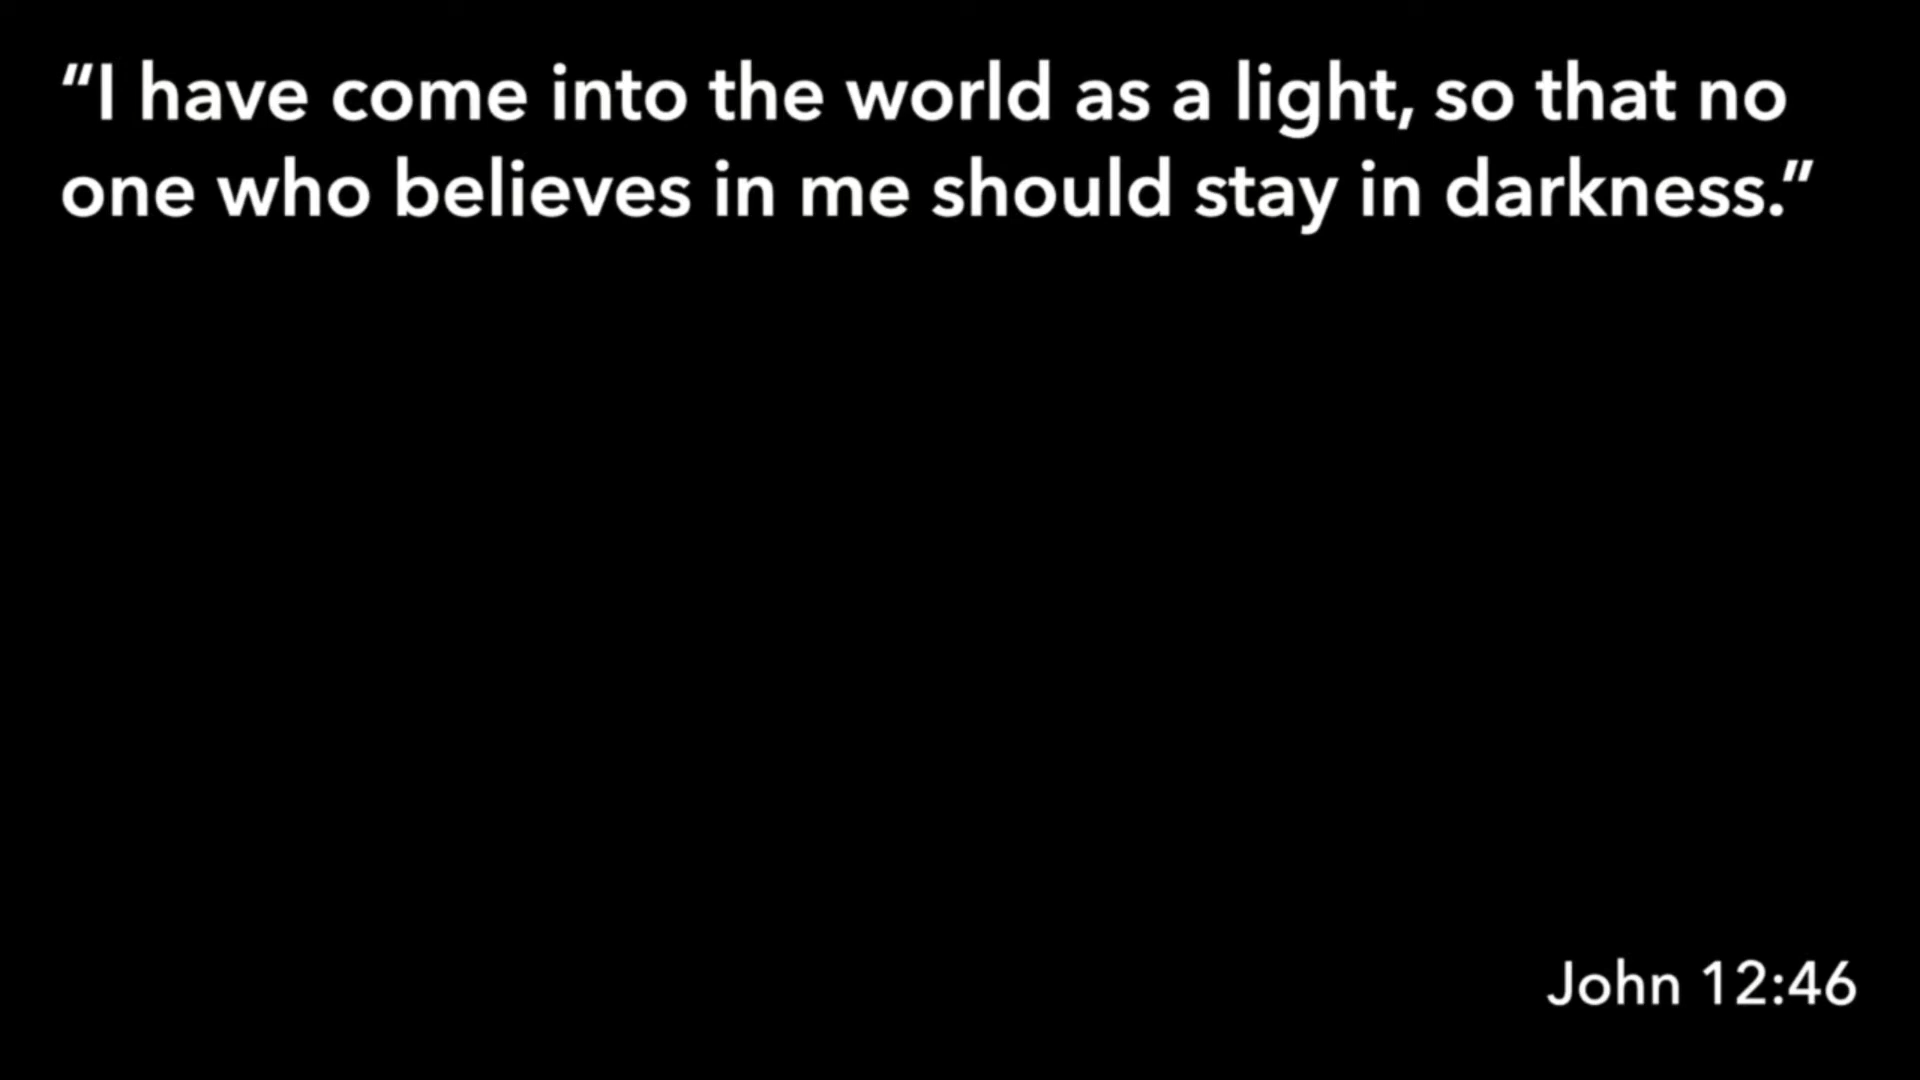 “I have come into the world as a light, so that no
one who believes in me should stay in darkness.”
John 12:46